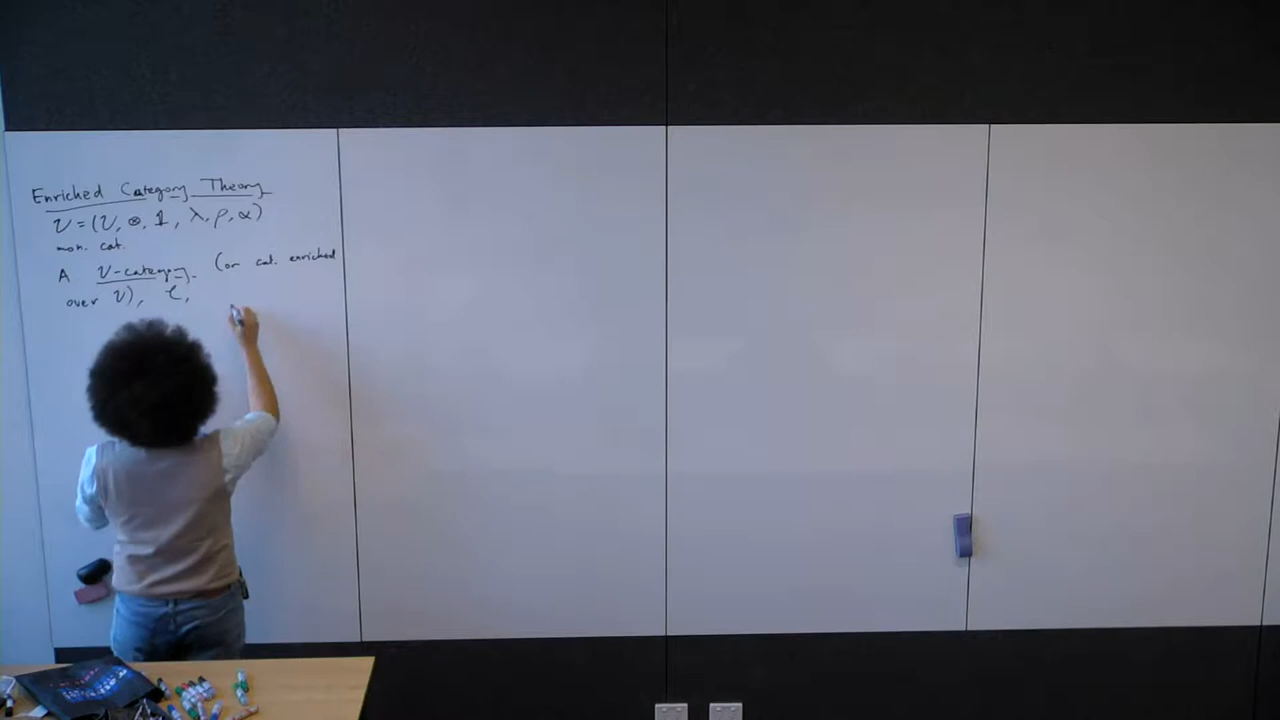 Enriched Category Theory
𝒱 = (𝒱, ⊗, 𝟙, λ, ρ, α)
mon. cat.
A 𝒱-category (or cat. enriched
over 𝒱), 𝒞,